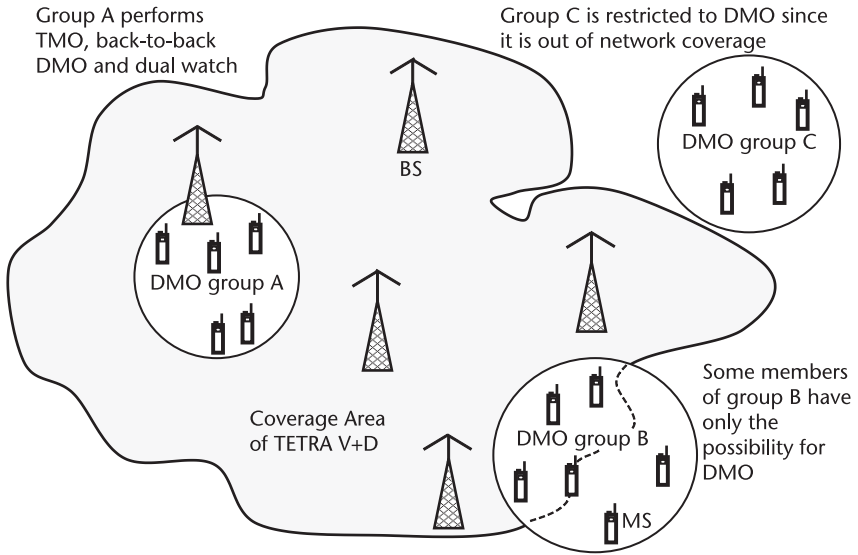 Group A performs
TMO, back-to-back
DMO and dual watch
Group C is restricted to DMO since
it is out of network coverage
BS
DMO group C
DMO group A
Coverage Area
of TETRA V+D
DMO group B
MS
Some members
of group B have
only the
possibility for
DMO